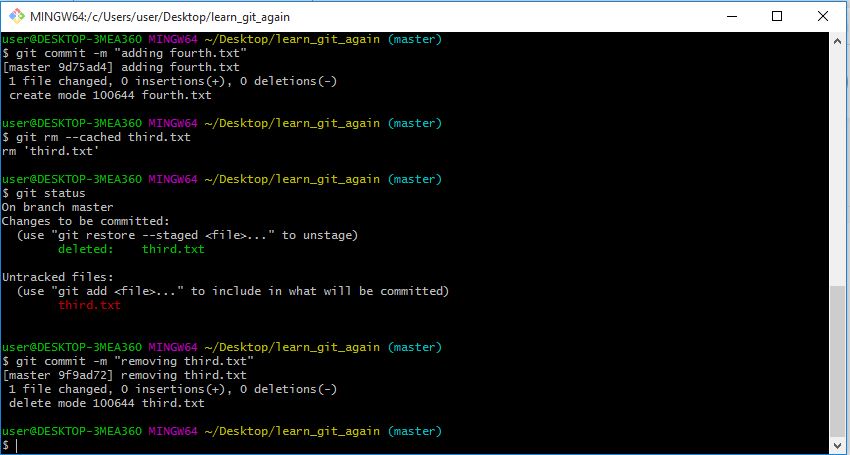 MINGW64:/c/Users/user/Desktop/learn_git_again
user@DESKTOP-3MEA36O MINGW64 ~/Desktop/learn_git_again (master)
$ git commit -m "adding fourth.txt"
[master 9d75ad4] adding fourth.txt
 1 file changed, 0 insertions(+), 0 deletions(-)
 create mode 100644 fourth.txt
user@DESKTOP-3MEA36O MINGW64 ~/Desktop/learn_git_again (master)
$ git rm --cached third.txt
rm 'third.txt'
user@DESKTOP-3MEA36O MINGW64 ~/Desktop/learn_git_again (master)
$ git status
On branch master
Changes to be committed:
  (use "git restore --staged <file>..." to unstage)
        deleted:    third.txt
Untracked files:
  (use "git add <file>..." to include in what will be committed)
        third.txt
user@DESKTOP-3MEA36O MINGW64 ~/Desktop/learn_git_again (master)
$ git commit -m "removing third.txt"
[master 9f9ad72] removing third.txt
 1 file changed, 0 insertions(+), 0 deletions(-)
 delete mode 100644 third.txt
user@DESKTOP-3MEA36O MINGW64 ~/Desktop/learn_git_again (master)
$